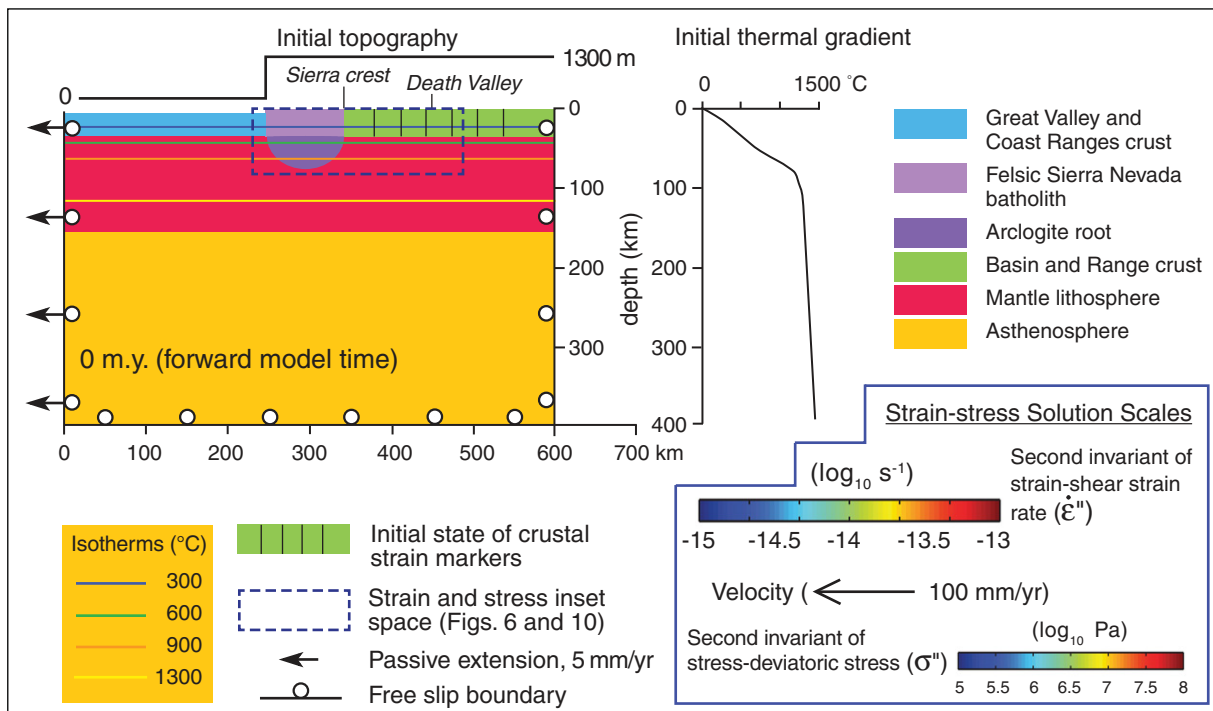 Initial topography
1300 m
0
Sierra crest
Death Valley
0
100
200
300
400
depth (km)
0 m.y. (forward model time)
0 100 200 300 400 500 600 700 km
Initial thermal gradient
0 1500 °C
0
100
200
300
400
Great Valley and
Coast Ranges crust
Felsic Sierra Nevada
batholith
Arclogite root
Basin and Range crust
Mantle lithosphere
Asthenosphere
Isotherms (°C)
300
600
900
1300
Initial state of crustal
strain markers
Strain and stress inset
space (Figs. 6 and 10)
Passive extension, 5 mm/yr
Free slip boundary
Strain-stress Solution Scales
(log₁₀ s⁻¹)
Second invariant of
strain-shear strain
rate (ε̇")
-15 -14.5 -14 -13.5 -13
Velocity ( 100 mm/yr)
Second invariant of
stress-deviatoric stress (σ")
(log₁₀ Pa)
5 5.5 6 6.5 7 7.5 8